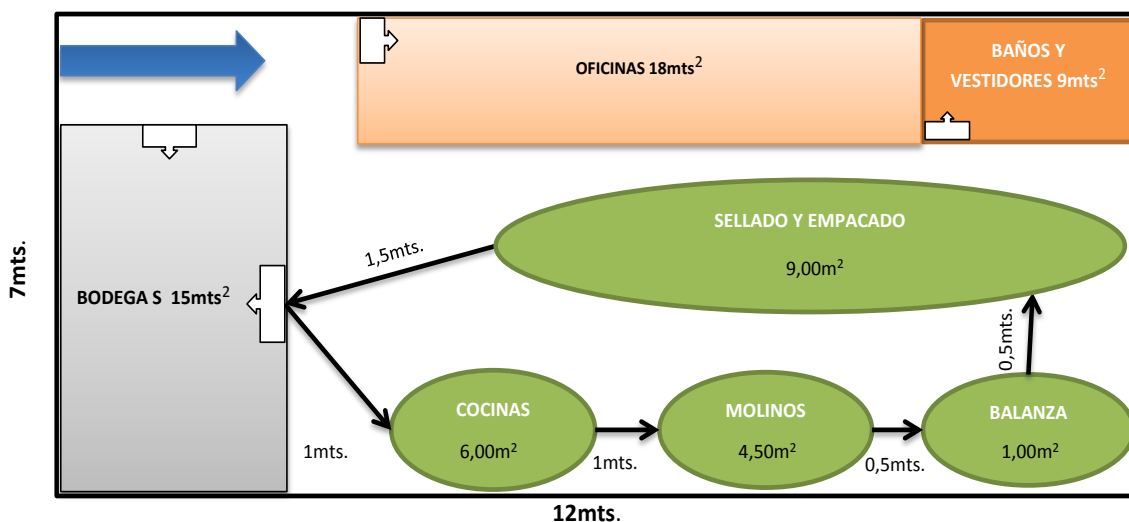 OFICINAS 18mts²
BAÑOS Y
VESTIDORES 9mts²
SELLADO Y EMPACADO
9,00m²
1,5mts.
7mts.
BODEGA S 15mts²
0,5mts.
COCINAS
6,00m²
MOLINOS
4,50m²
BALANZA
1,00m²
1mts.
1mts.
0,5mts.
12mts.